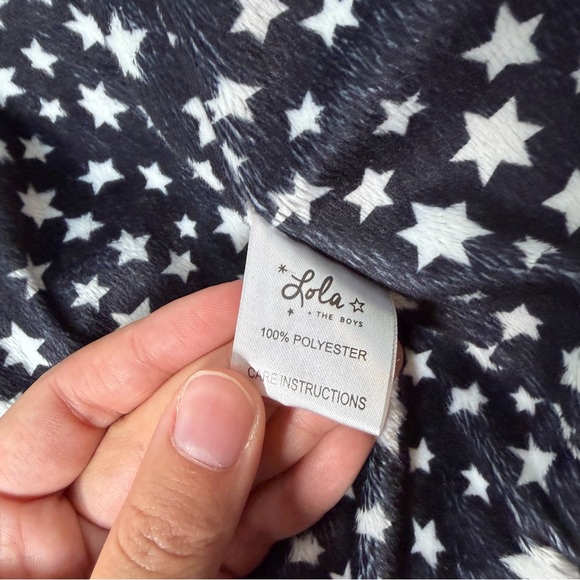 Lola
+ THE BOYS
100% POLYESTER
CARE INSTRUCTIONS